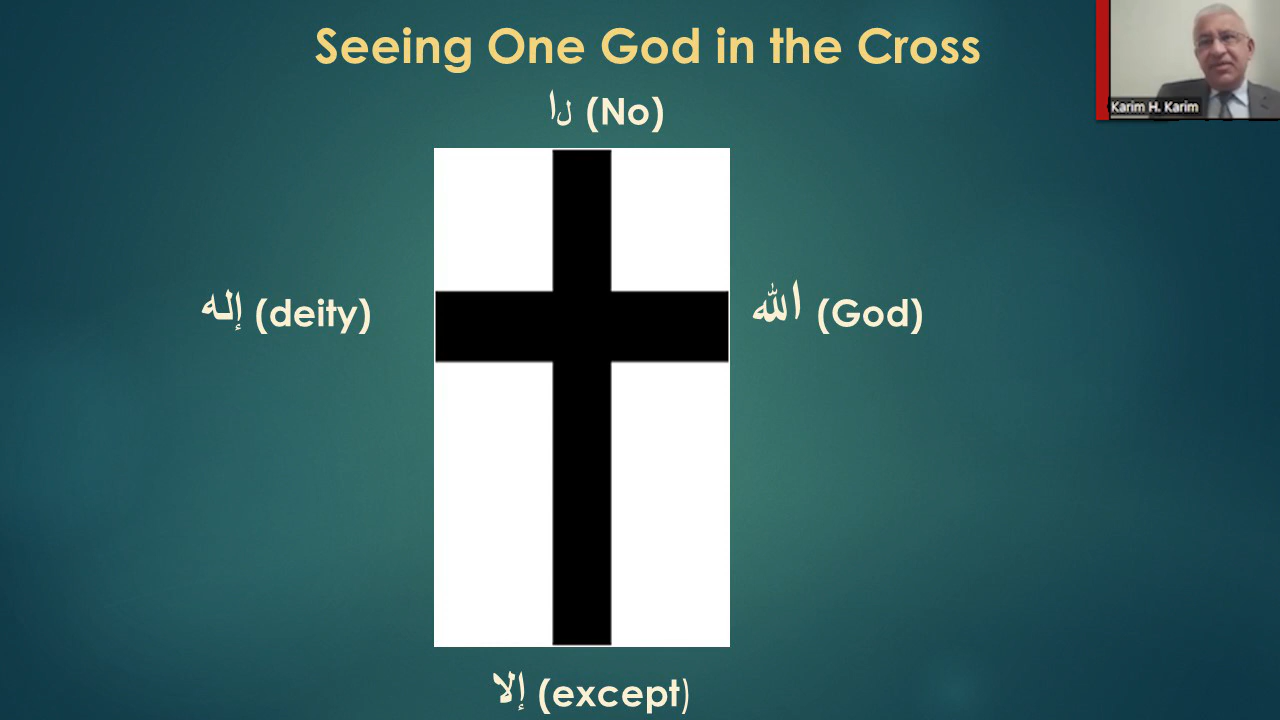 Seeing One God in the Cross
لا (No)
Karim H. Karim
إله (deity)
الله (God)
إلا (except)